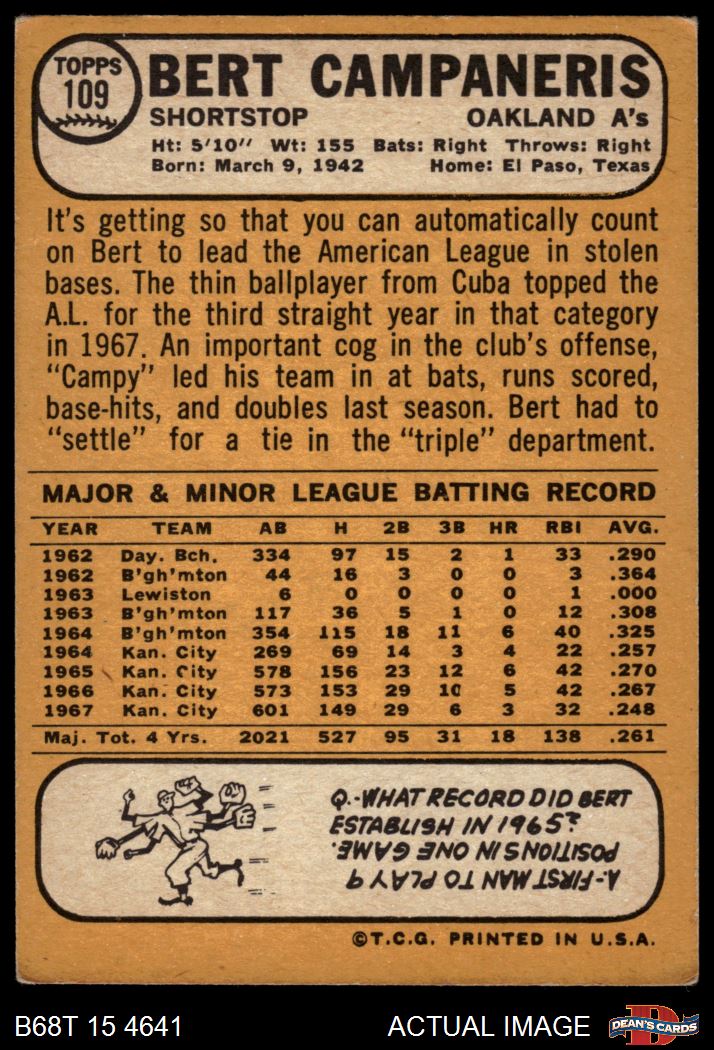 TOPPS
109
BERT CAMPANERIS
SHORTSTOP OAKLAND A's
Ht: 5'10" Wt: 155 Bats: Right Throws: Right
Born: March 9, 1942 Home: El Paso, Texas
It's getting so that you can automatically count
on Bert to lead the American League in stolen
bases. The thin ballplayer from Cuba topped the
A.L. for the third straight year in that category
in 1967. An important cog in the club's offense,
"Campy" led his team in at bats, runs scored,
base-hits, and doubles last season. Bert had to
"settle" for a tie in the "triple" department.
MAJOR & MINOR LEAGUE BATTING RECORD
YEAR TEAM AB H 2B 3B HR RBI AVG.
1962 Day. Bch. 334 97 15 2 1 33 .290
1962 B'gh'mton 44 16 3 0 0 3 .364
1963 Lewiston 6 0 0 0 0 1 .000
1963 B'gh'mton 117 36 5 1 0 12 .308
1964 B'gh'mton 354 115 18 11 6 40 .325
1964 Kan. City 269 69 14 3 4 22 .257
1965 Kan. City 578 156 23 12 6 42 .270
1966 Kan. City 573 153 29 10 5 42 .267
1967 Kan. City 601 149 29 6 3 32 .248
Maj. Tot. 4 Yrs. 2021 527 95 31 18 138 .261
Q.-WHAT RECORD DID BERT
ESTABLISH IN 1965?
A.-FIRST MAN TO PLAY 9
POSITIONS IN ONE GAME.
©T.C.G. PRINTED IN U.S.A.
B68T 15 4641 ACTUAL IMAGE
D
DEAN'S CARDS